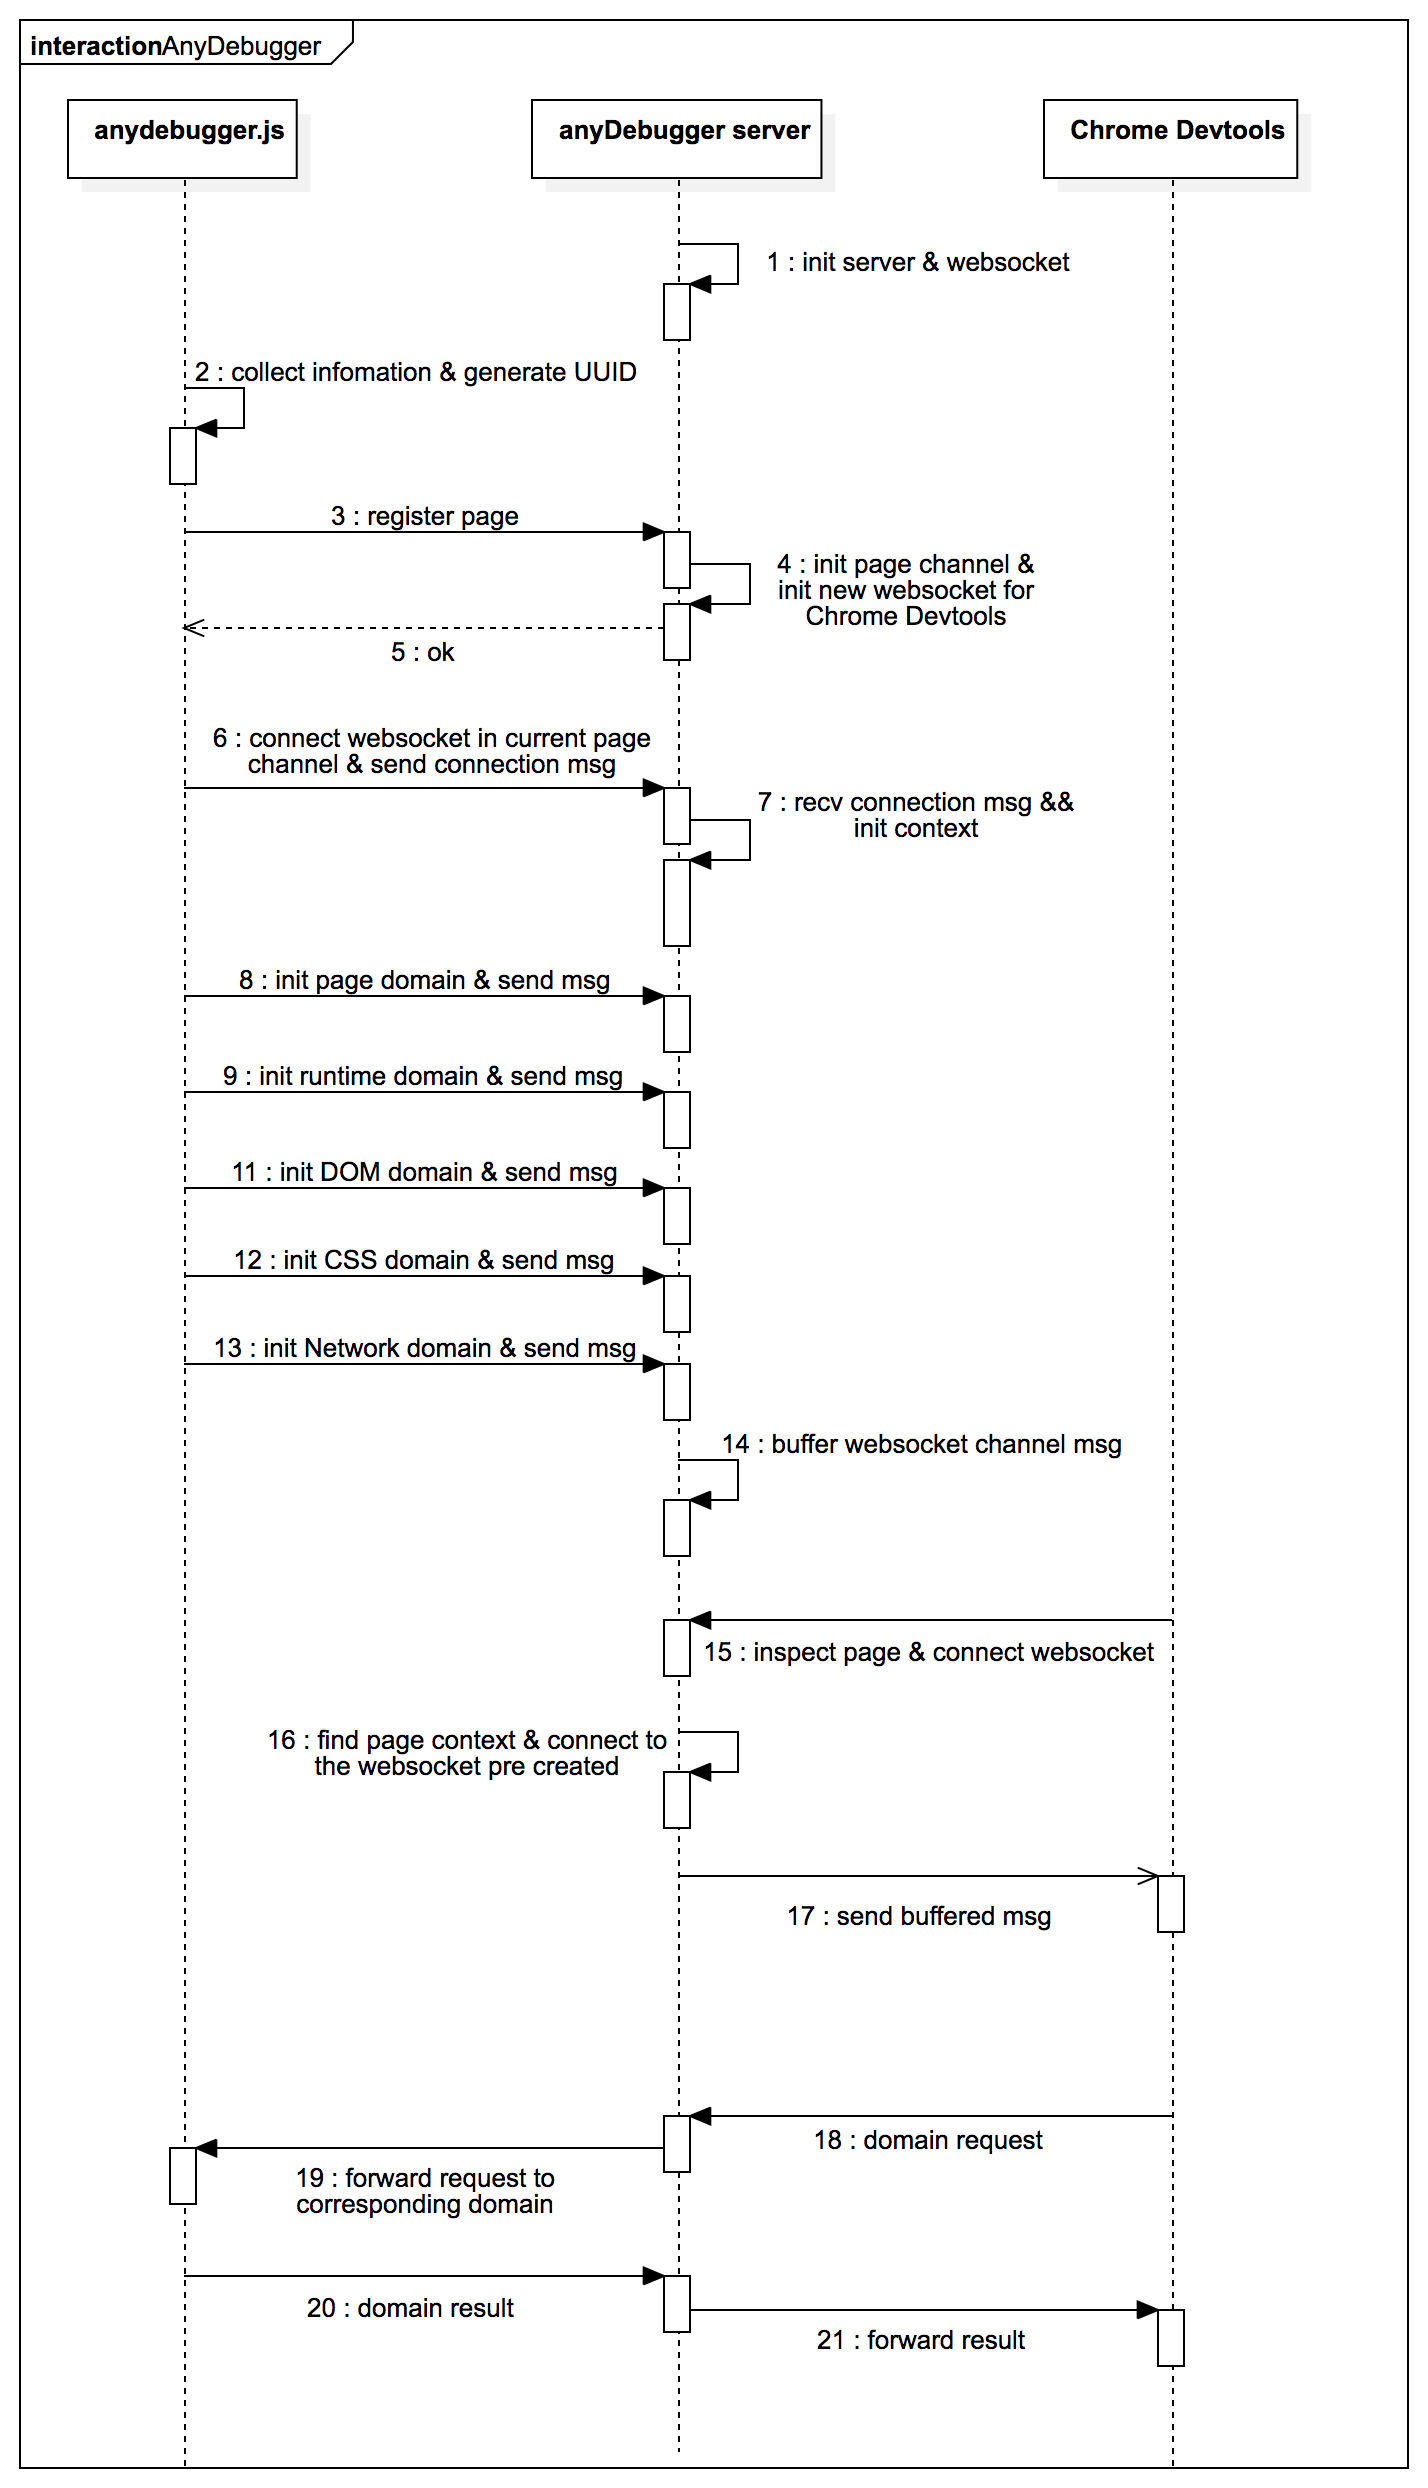 interactionAnyDebugger
anydebugger.js
anyDebugger server
Chrome Devtools
1 : init server & websocket
2 : collect infomation & generate UUID
3 : register page
4 : init page channel &
init new websocket for
Chrome Devtools
5 : ok
6 : connect websocket in current page
channel & send connection msg
7 : recv connection msg &&
init context
8 : init page domain & send msg
9 : init runtime domain & send msg
11 : init DOM domain & send msg
12 : init CSS domain & send msg
13 : init Network domain & send msg
14 : buffer websocket channel msg
15 : inspect page & connect websocket
16 : find page context & connect to
the websocket pre created
17 : send buffered msg
18 : domain request
19 : forward request to
corresponding domain
20 : domain result
21 : forward result